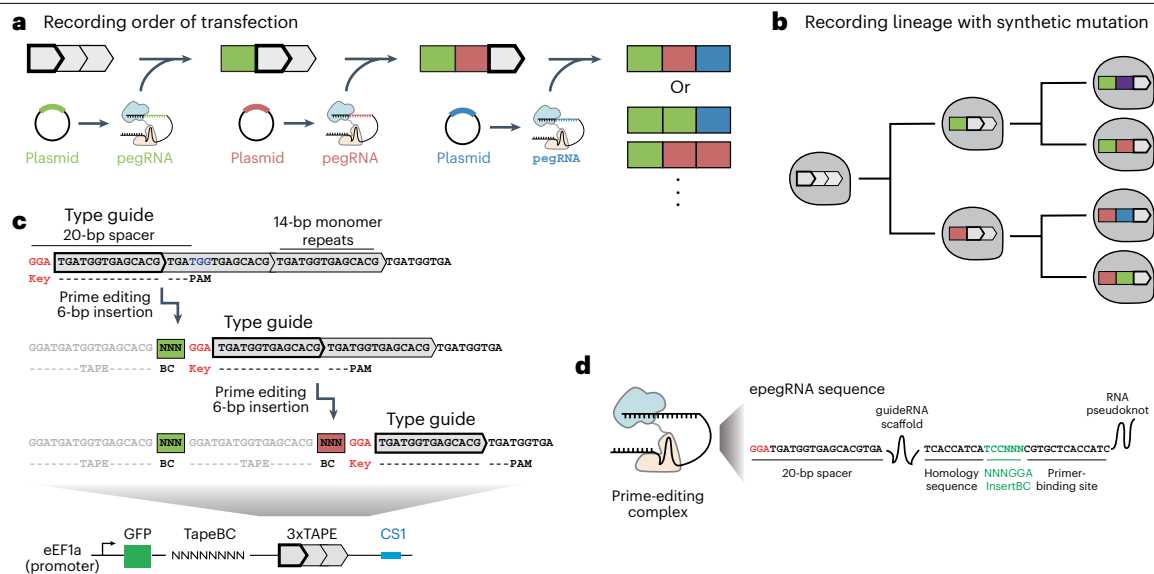 a Recording order of transfection
Plasmid pegRNA Plasmid pegRNA Plasmid pegRNA
Or
b Recording lineage with synthetic mutation
c
Type guide
20-bp spacer
14-bp monomer
repeats
GGA TGATGGTGAGCACG TGATGGTGAGCACG TGATGGTGAGCACG TGATGGTGA
Key --------------- ---PAM
Prime editing
6-bp insertion
Type guide
GGATGATGGTGAGCACG NNN GGA TGATGGTGAGCACG TGATGGTGAGCACG TGATGGTGA
------TAPE------ BC Key --------------- ---PAM
Prime editing
6-bp insertion
Type guide
GGATGATGGTGAGCACG NNN GGATGATGGTGAGCACG NNN GGA TGATGGTGAGCACG TGATGGTGA
------TAPE------ ------TAPE------ BC BC Key --------------- ---PAM
eEF1a
(promoter)
GFP TapeBC 3xTAPE CS1
NNNNNNNN
d
Prime-editing
complex
epegRNA sequence
guideRNA
scaffold
RNA
pseudoknot
GGATGATGGTGAGCACGTGA TCACCATCATCCNNNCGTGCTCACCATC
20-bp spacer
Homology
sequence
NNNGGA
InsertBC
Primer-
binding site